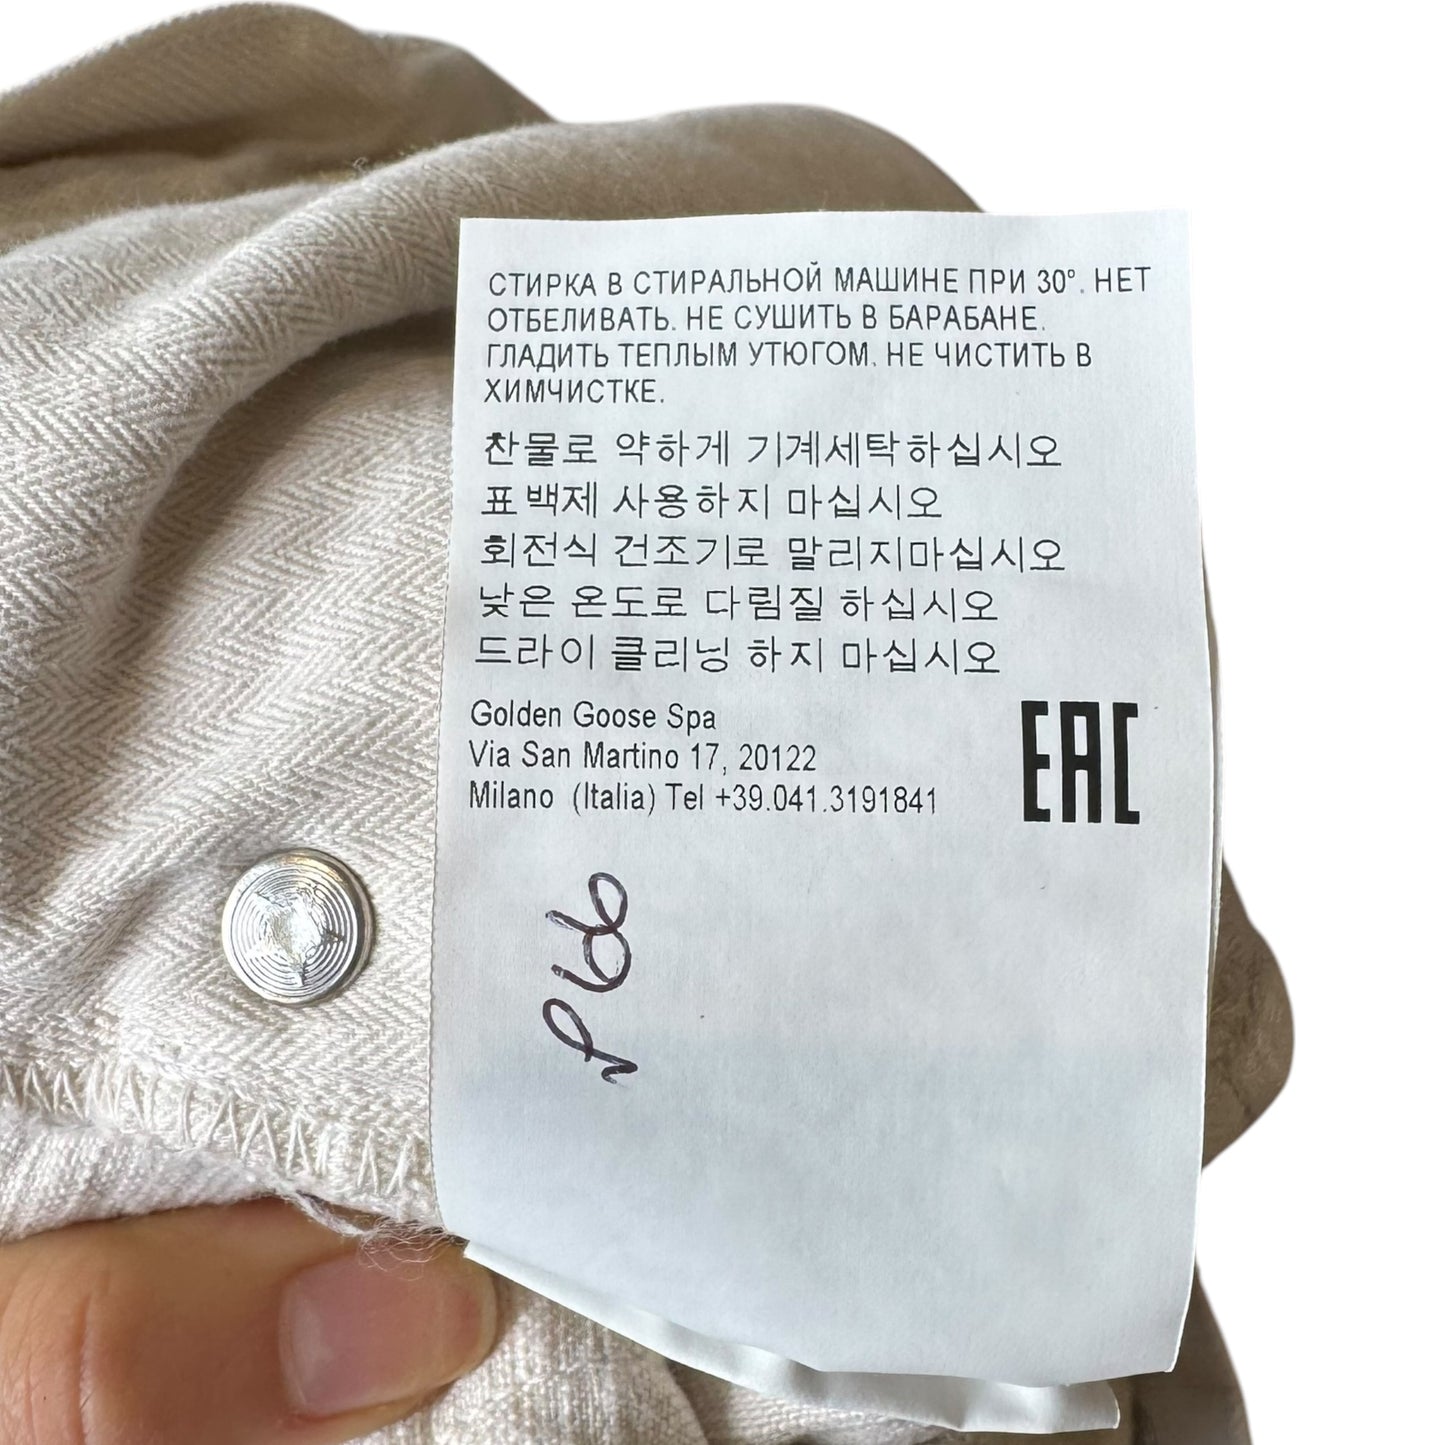 СТИРКА В СТИРАЛЬНОЙ МАШИНЕ ПРИ 30°. НЕТ
ОТБЕЛИВАТЬ. НЕ СУШИТЬ В БАРАБАНЕ.
ГЛАДИТЬ ТЕПЛЫМ УТЮГОМ. НЕ ЧИСТИТЬ В
ХИМЧИСТКЕ.
찬물로 약하게 기계세탁하십시오
표백제 사용하지 마십시오
회전식 건조기로 말리지마십시오
낮은 온도로 다림질 하십시오
드라이 클리닝 하지 마십시오
Golden Goose Spa
Via San Martino 17, 20122
Milano (Italia) Tel +39.041.3191841
EAC